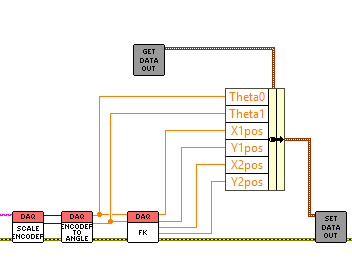 GET
DATA
OUT
Theta0
Theta1
X1pos
Y1pos
X2pos
Y2pos
DAQ
SCALE
ENCODER
DAQ
ENCODER
TO
ANGLE
DAQ
FK
SET
DATA
OUT